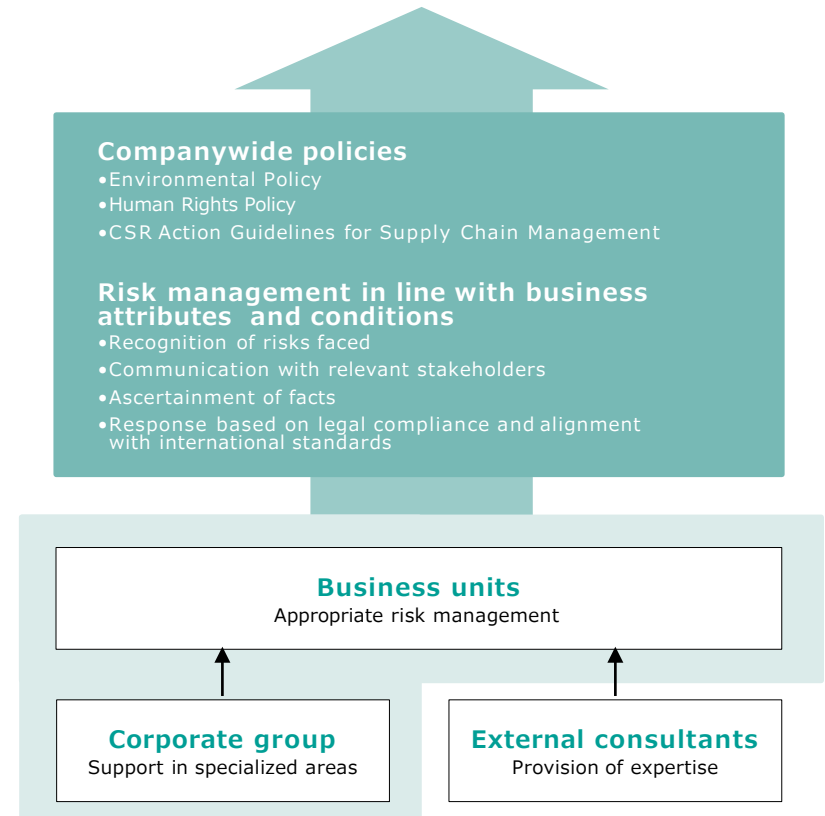 Companywide policies
•Environmental Policy
•Human Rights Policy
•CSR Action Guidelines for Supply Chain Management
Risk management in line with business
attributes and conditions
•Recognition of risks faced
•Communication with relevant stakeholders
•Ascertainment of facts
•Response based on legal compliance and alignment
with international standards
Business units
Appropriate risk management
Corporate group
Support in specialized areas
External consultants
Provision of expertise